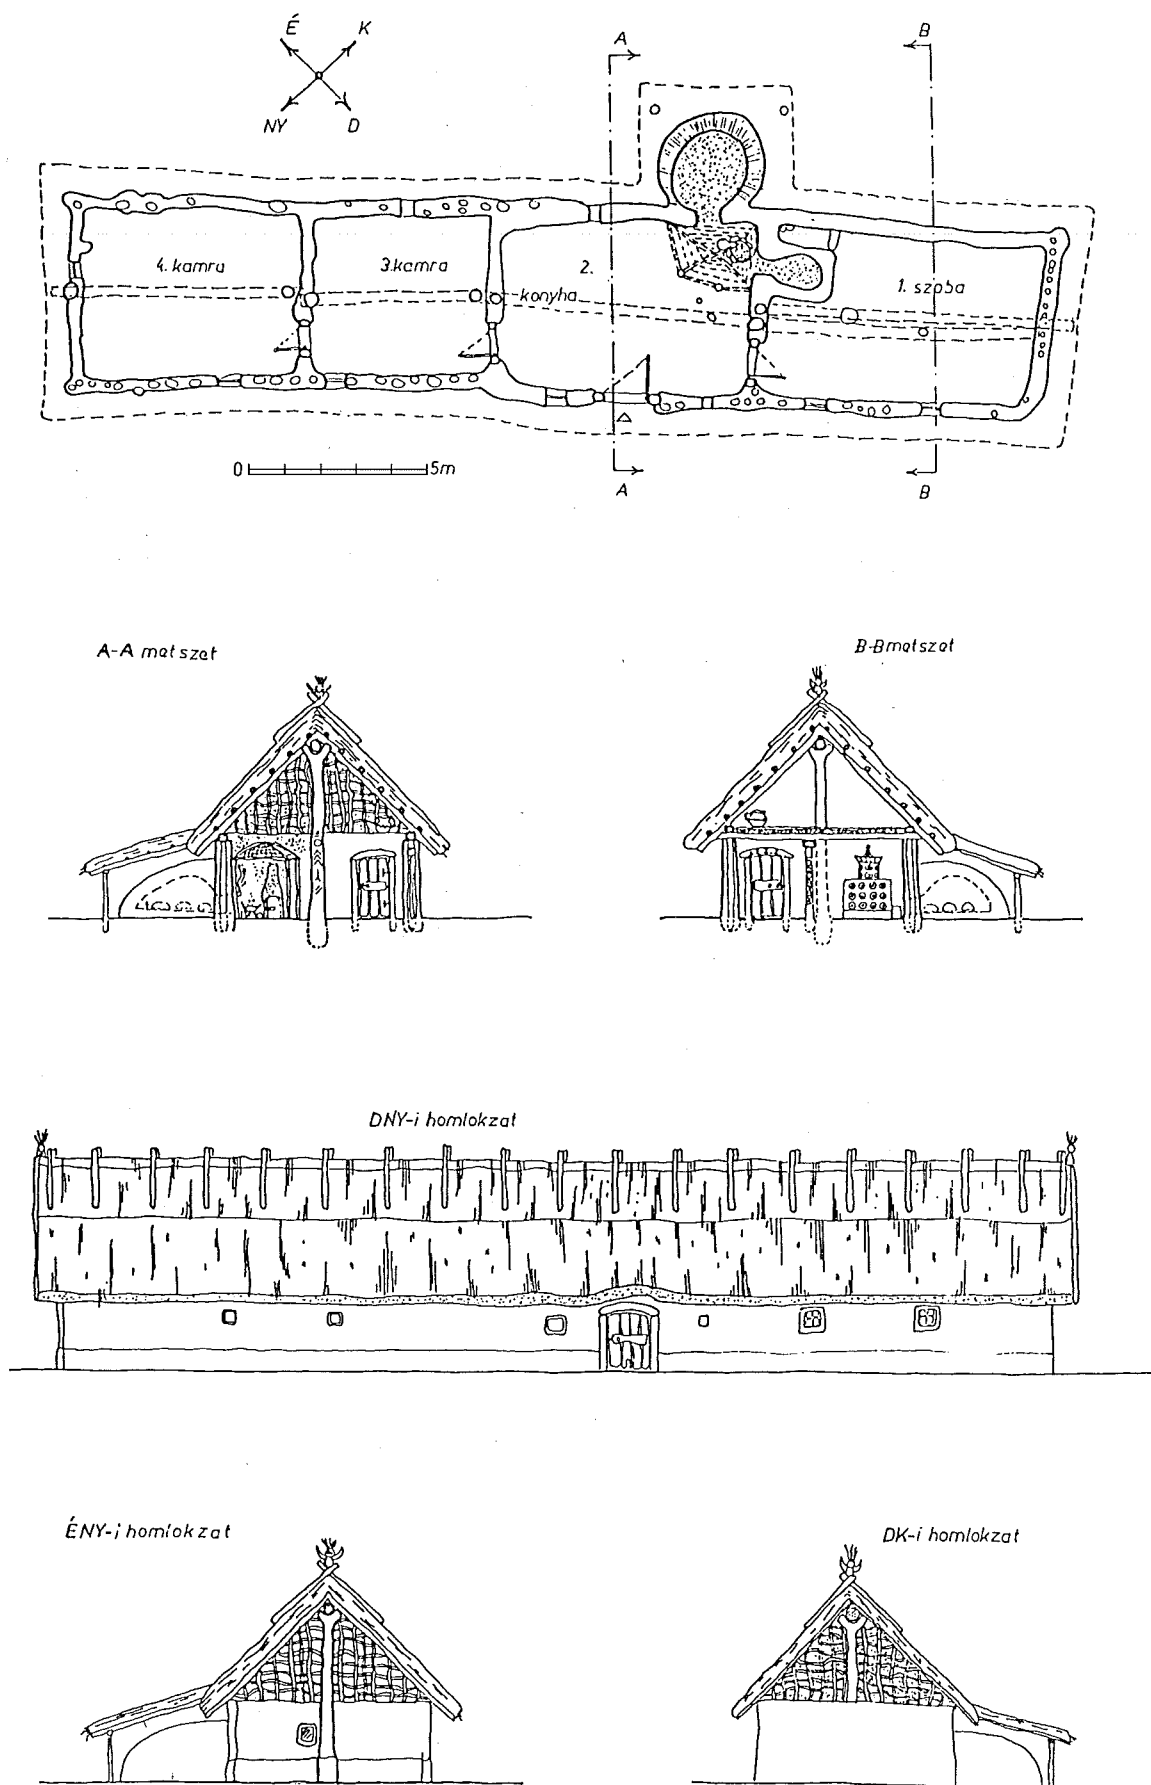 É K
NY D
A B
4. kamra 3. kamra 2. konyha 1. szoba
0 5m
A B
A-A metszet
B-B metszet
DNY-i homlokzat
ÉNY-i homlokzat
DK-i homlokzat